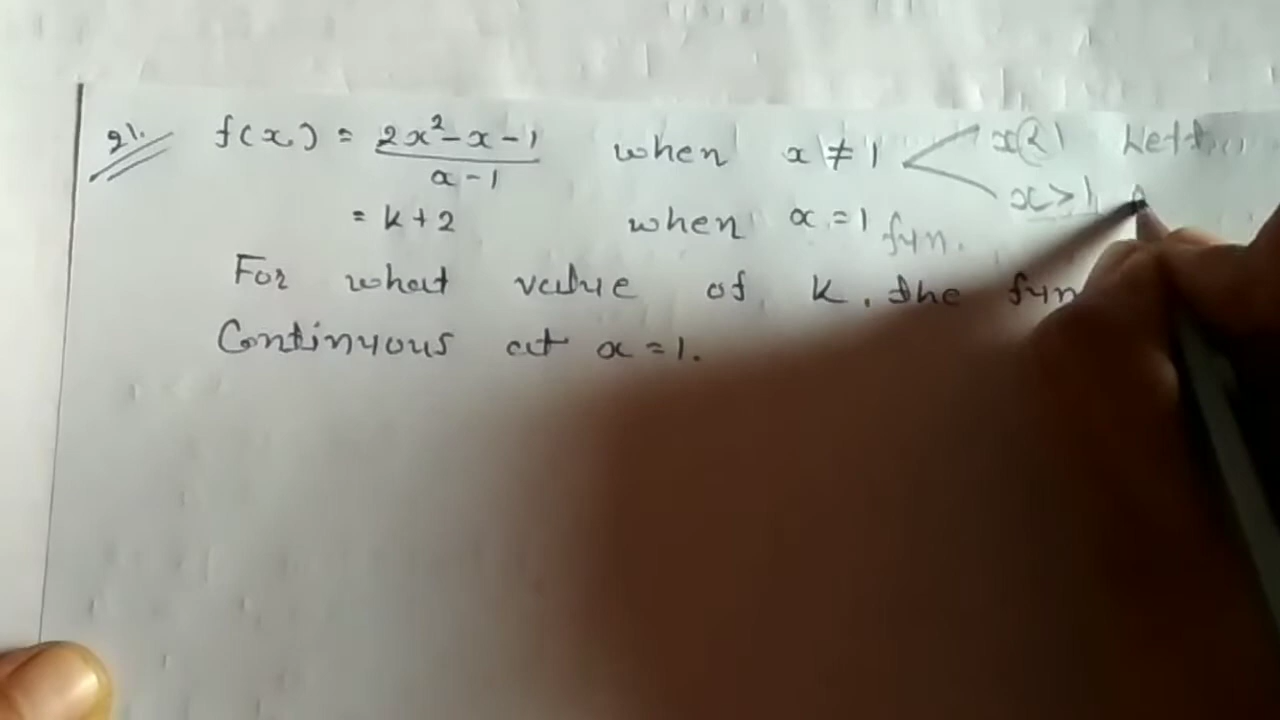 21. f(x) = 2x²-x-1 / x-1 when x ≠ 1 x<1
x>1
= k+2 when x = 1 fun.
For what value of k, the fun
Continuous at x=1.